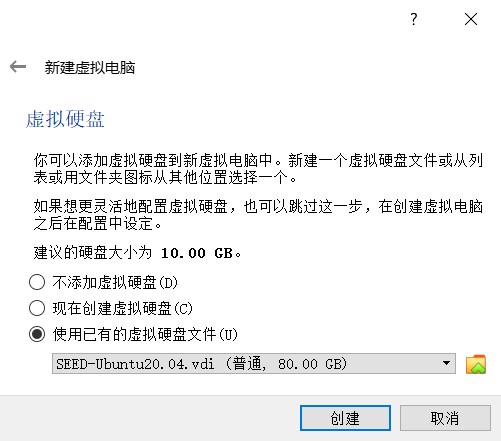 ?
新建虚拟电脑
虚拟硬盘
你可以添加虚拟硬盘到新虚拟电脑中。新建一个虚拟硬盘文件或从列
表或用文件夹图标从其他位置选择一个。
如果想更灵活地配置虚拟硬盘，也可以跳过这一步，在创建虚拟电脑
之后在配置中设定。
建议的硬盘大小为 10.00 GB。
不添加虚拟硬盘(D)
现在创建虚拟硬盘(C)
使用已有的虚拟硬盘文件(U)
SEED-Ubuntu20.04.vdi (普通, 80.00 GB)
创建
取消